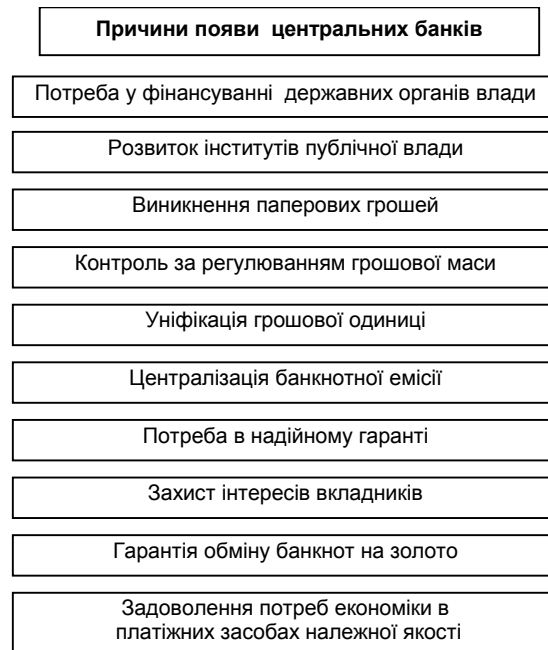 Причини появи центральних банків
Потреба у фінансуванні державних органів влади
Розвиток інститутів публічної влади
Виникнення паперових грошей
Контроль за регулюванням грошової маси
Уніфікація грошової одиниці
Централізація банкнотної емісії
Потреба в надійному гаранті
Захист інтересів вкладників
Гарантія обміну банкнот на золото
Задоволення потреб економіки в
платіжних засобах належної якості